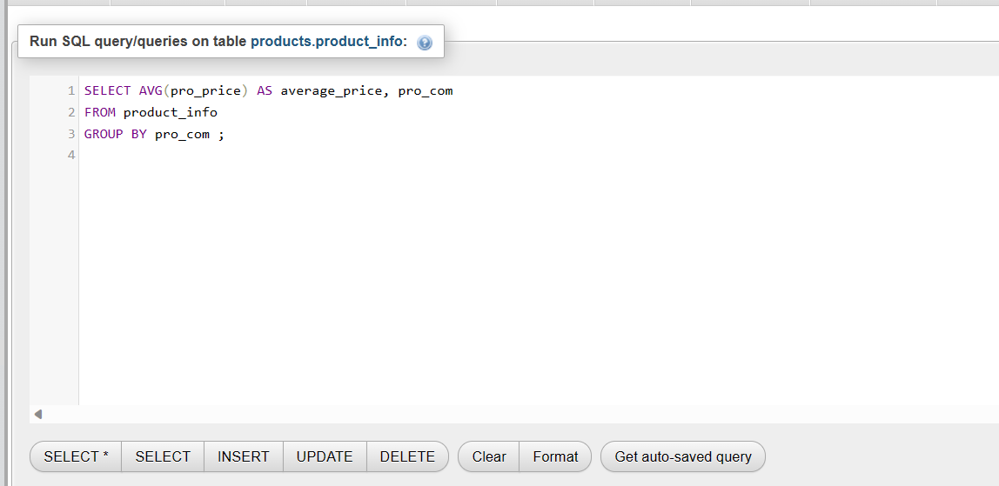 Run SQL query/queries on table products.product_info:
1 SELECT AVG(pro_price) AS average_price, pro_com
2 FROM product_info
3 GROUP BY pro_com ;
4
SELECT * SELECT INSERT UPDATE DELETE Clear Format Get auto-saved query